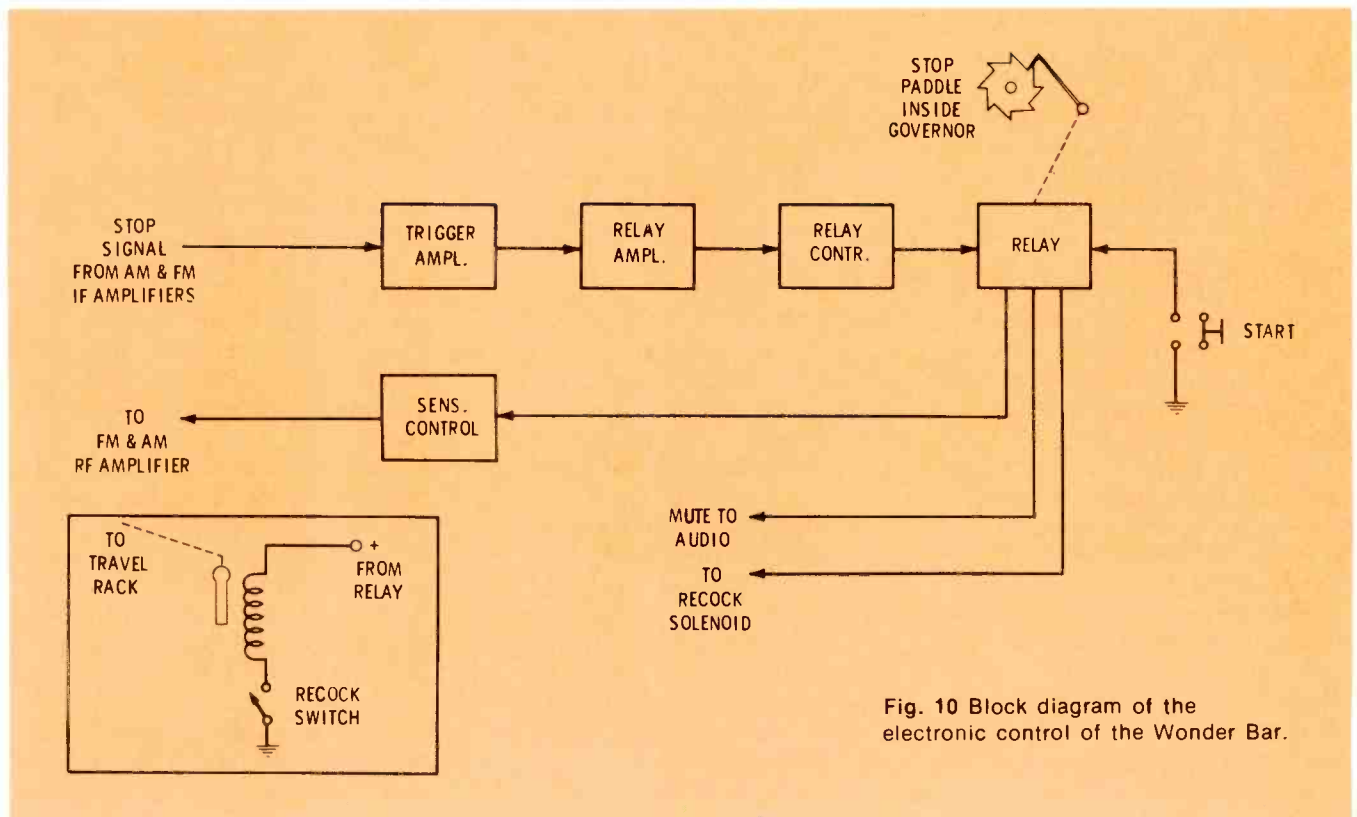 STOP
PADDLE
INSIDE
GOVERNOR
STOP
SIGNAL
FROM AM & FM
IF AMPLIFIERS
TRIGGER
AMPL.
RELAY
AMPL.
RELAY
CONTR.
RELAY
START
TO
FM & AM
RF AMPLIFIER
SENS.
CONTROL
MUTE TO
AUDIO
TO
RECOCK
SOLENOID
TO
TRAVEL
RACK
+
FROM
RELAY
RECOCK
SWITCH
Fig. 10 Block diagram of the
electronic control of the Wonder Bar.